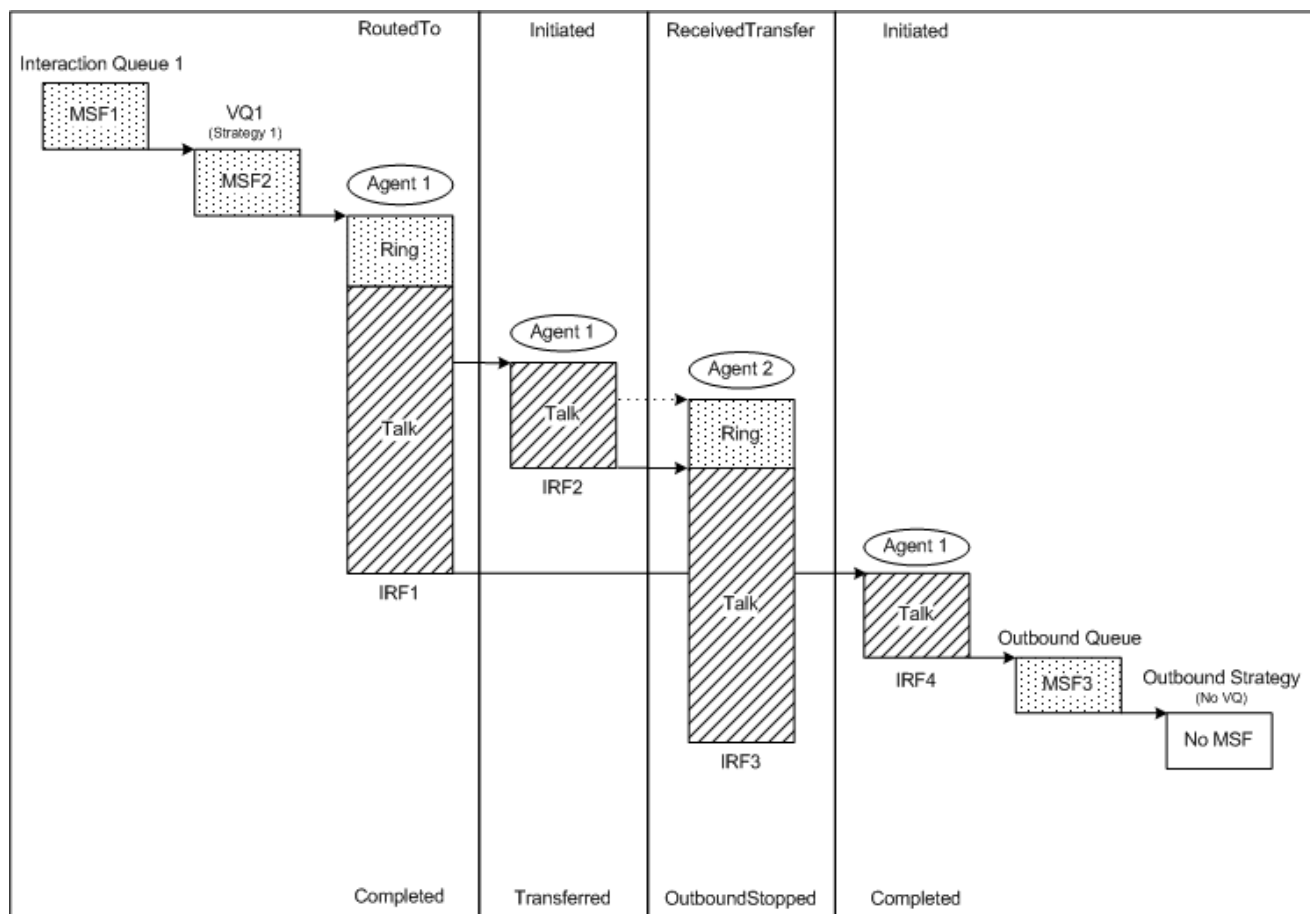 RoutedTo
Initiated
ReceivedTransfer
Initiated
Interaction Queue 1
MSF1
VQ1
(Strategy 1)
MSF2
Agent 1
Ring
Talk
IRF1
Agent 1
Talk
IRF2
Agent 2
Ring
Talk
IRF3
Agent 1
Talk
IRF4
Outbound Queue
MSF3
Outbound Strategy
(No VQ)
No MSF
Completed
Transferred
OutboundStopped
Completed